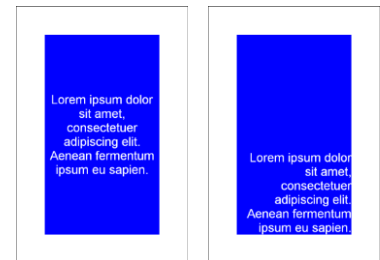 Lorem ipsum dolor
sit amet,
consectetuer
adipiscing elit.
Aenean fermentum
ipsum eu sapien.
Lorem ipsum dolor
sit amet,
consectetuer
adipiscing elit.
Aenean fermentum
ipsum eu sapien.